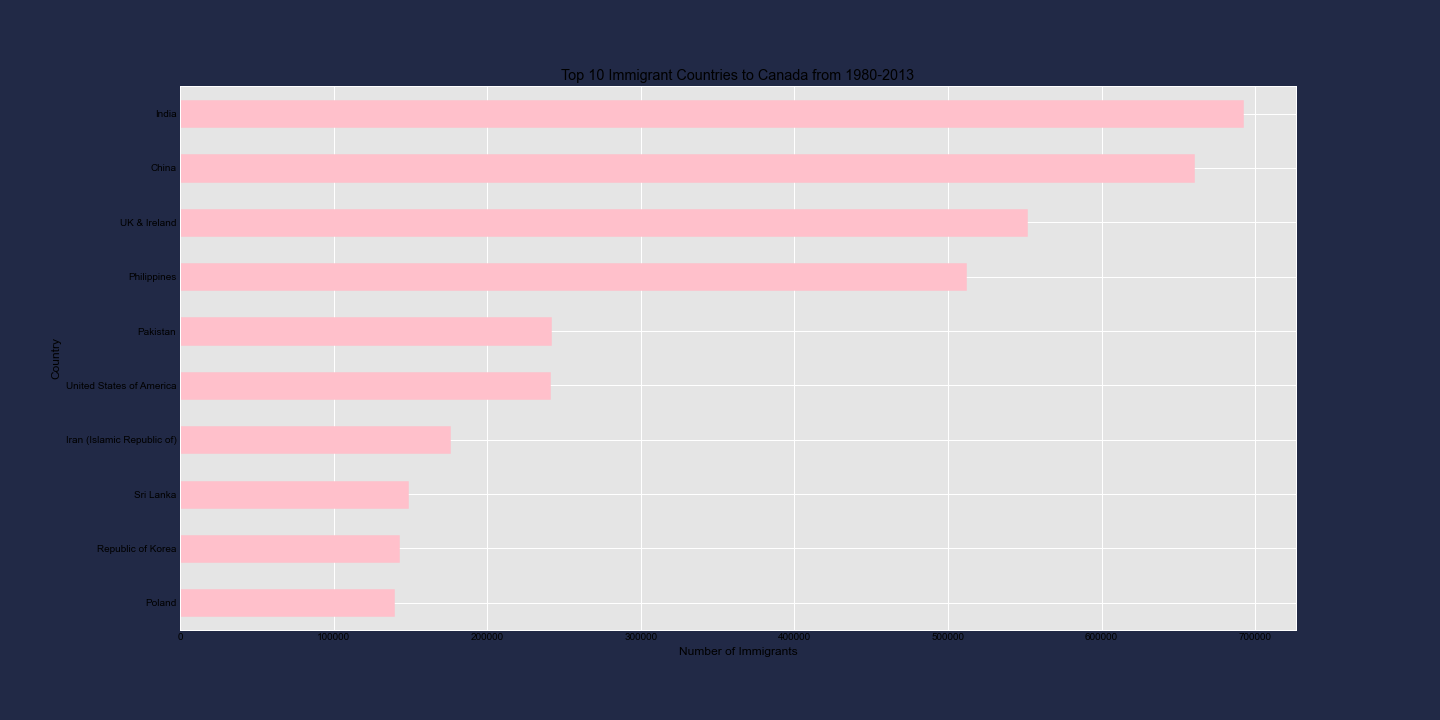 Top 10 Immigrant Countries to Canada from 1980-2013
India
China
UK & Ireland
Philippines
Pakistan
Country
United States of America
Iran (Islamic Republic of)
Sri Lanka
Republic of Korea
Poland
0 100000 200000 300000 400000 500000 600000 700000
Number of Immigrants